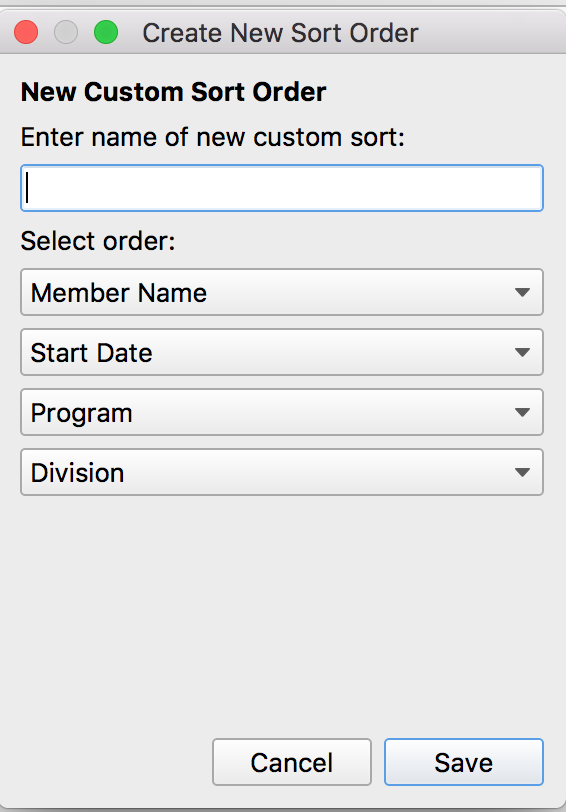 Create New Sort Order
New Custom Sort Order
Enter name of new custom sort:
Select order:
Member Name
Start Date
Program
Division
Cancel Save